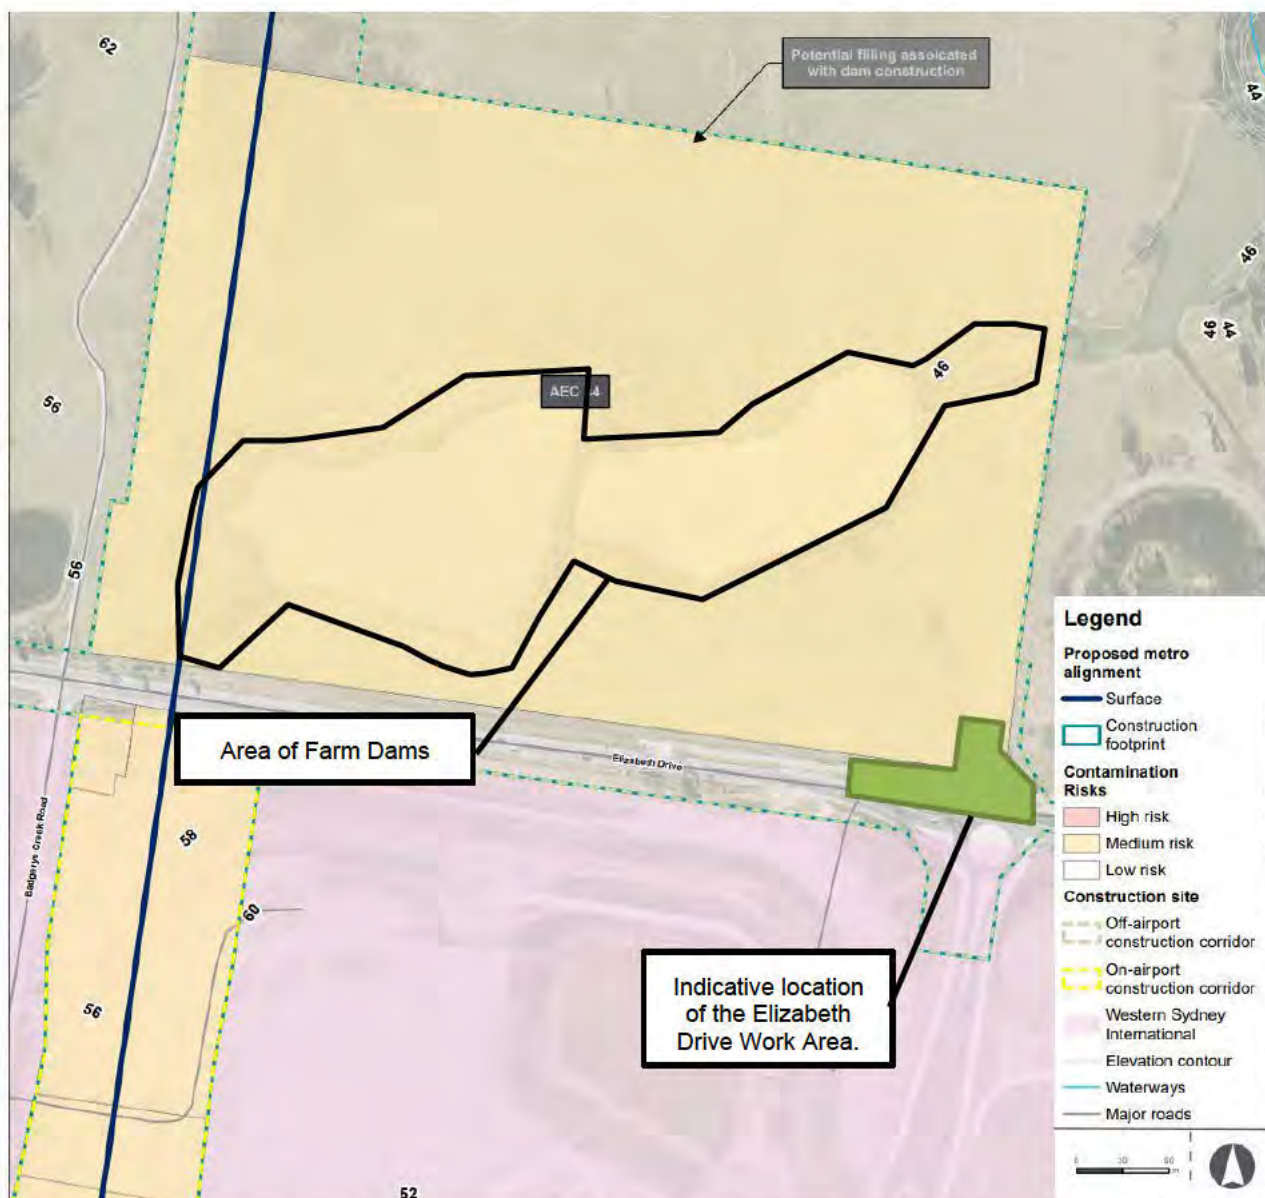 62
Potential filling assoicated
with dam construction
44
46
46
44
46
AEC 4
56
56
Area of Farm Dams
Elizabeth Drive
Badgerys Creek Road
58
60
56
52
Indicative location
of the Elizabeth
Drive Work Area.
Legend
Proposed metro
alignment
Surface
Construction
footprint
Contamination
Risks
High risk
Medium risk
Low risk
Construction site
Off-airport
construction corridor
On-airport
construction corridor
Western Sydney
International
Elevation contour
Waterways
Major roads
0 30 60
m